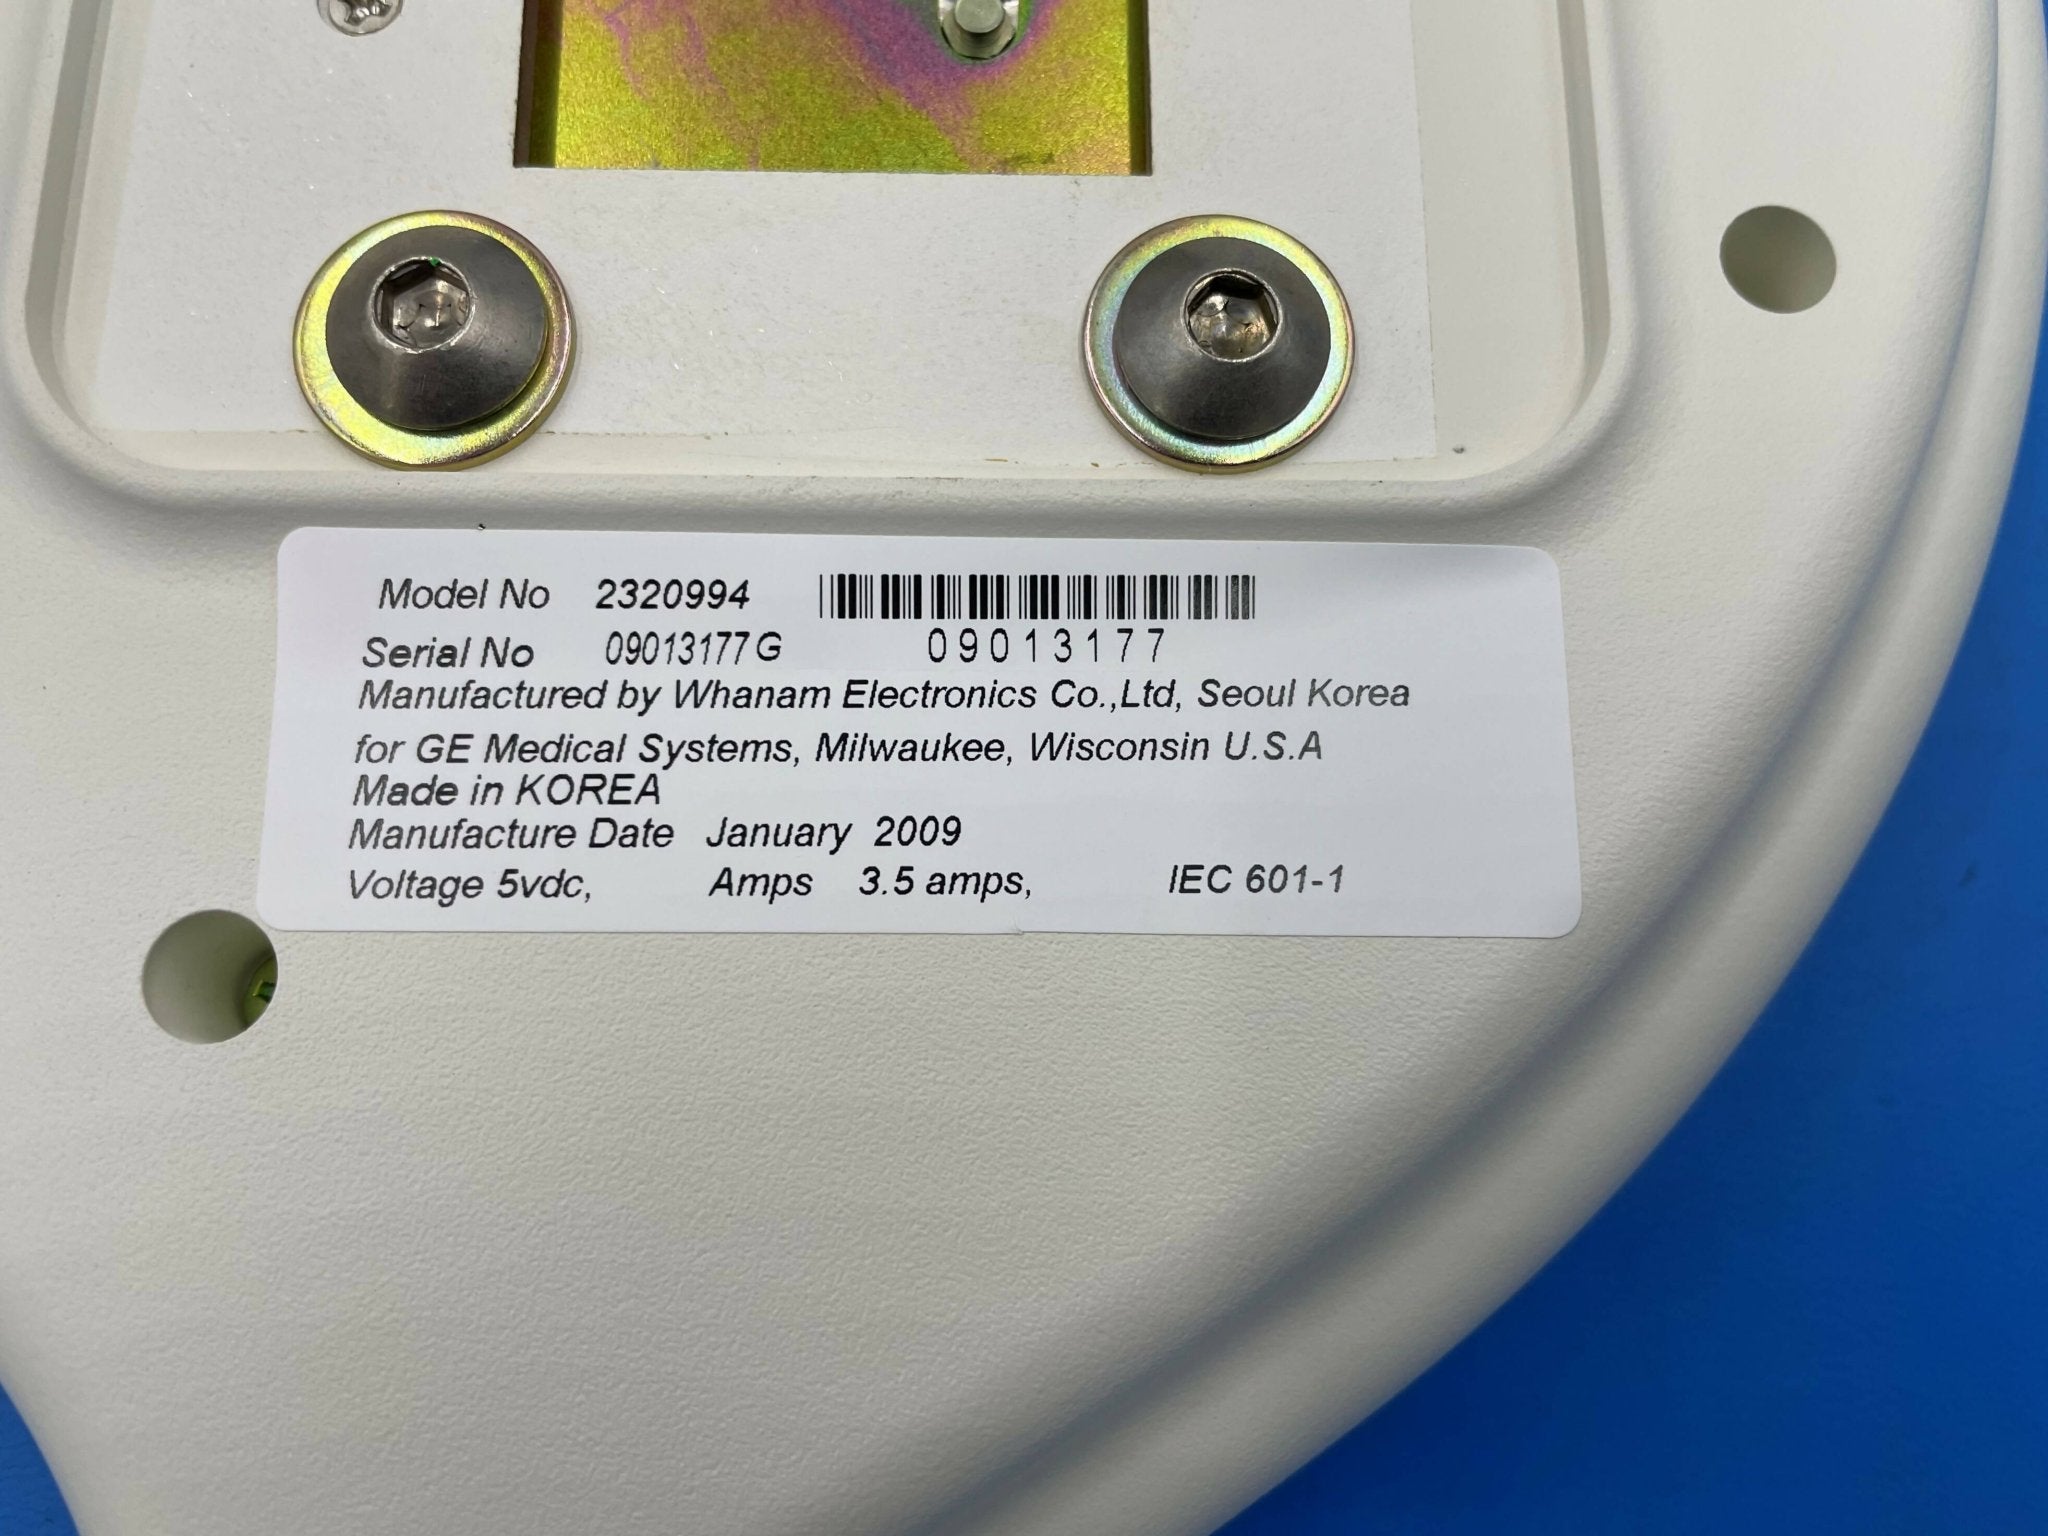 Model No 2320994
Serial No 09013177G 09013177
Manufactured by Whanam Electronics Co.,Ltd, Seoul Korea
for GE Medical Systems, Milwaukee, Wisconsin U.S.A
Made in KOREA
Manufacture Date January 2009
Voltage 5vdc, Amps 3.5 amps, IEC 601-1